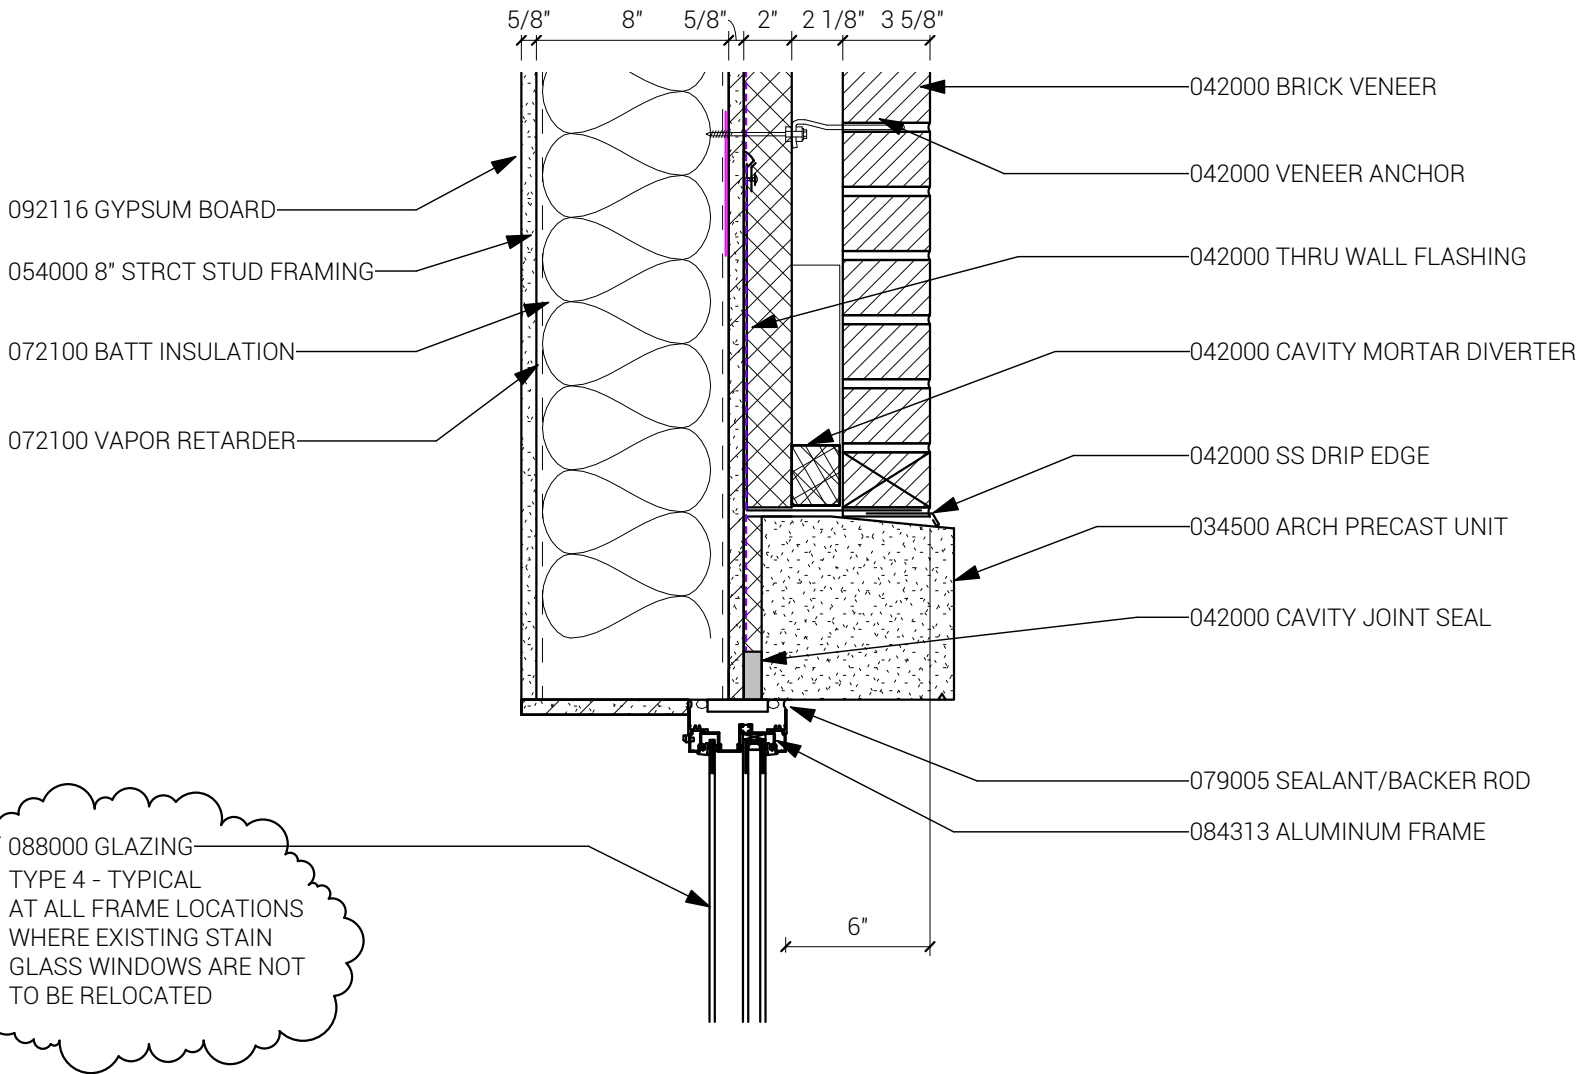 5/8" 8" 5/8" 2" 2 1/8" 3 5/8"
042000 BRICK VENEER
042000 VENEER ANCHOR
092116 GYPSUM BOARD
042000 THRU WALL FLASHING
054000 8" STRCT STUD FRAMING
072100 BATT INSULATION
042000 CAVITY MORTAR DIVERTER
072100 VAPOR RETARDER
042000 SS DRIP EDGE
034500 ARCH PRECAST UNIT
042000 CAVITY JOINT SEAL
079005 SEALANT/BACKER ROD
084313 ALUMINUM FRAME
088000 GLAZING
TYPE 4 - TYPICAL
AT ALL FRAME LOCATIONS
WHERE EXISTING STAIN
GLASS WINDOWS ARE NOT
TO BE RELOCATED
6"